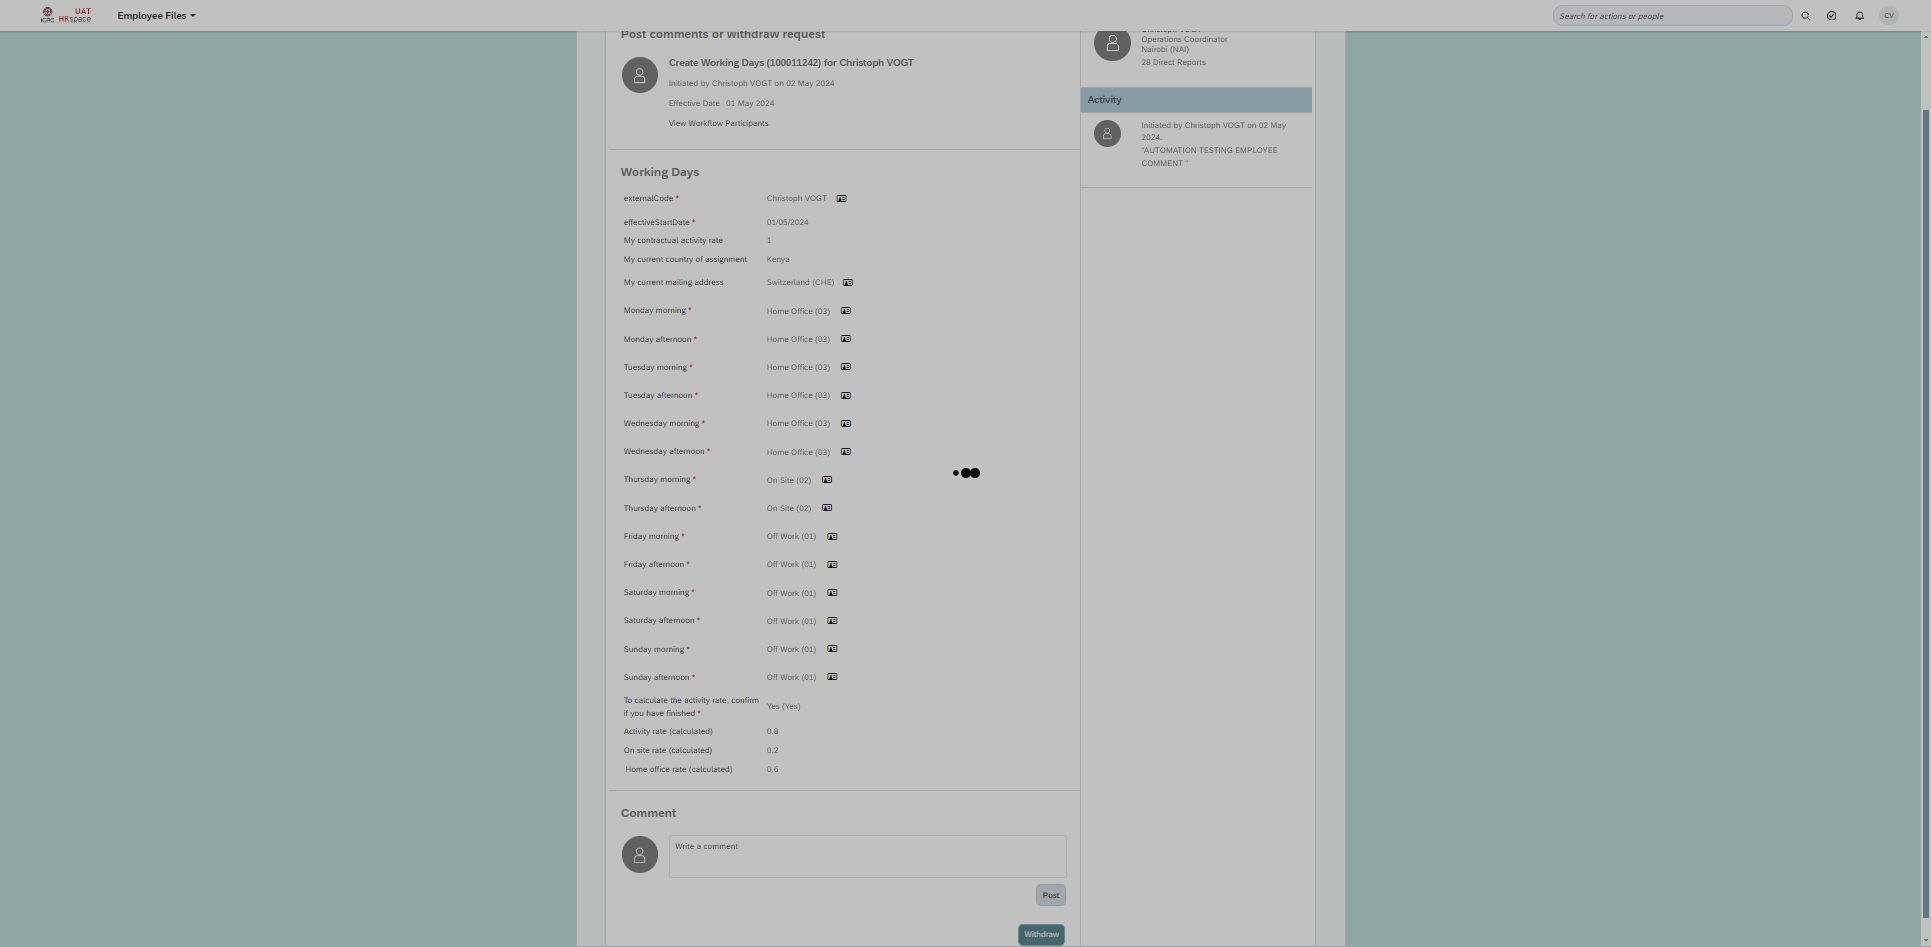 ICRC
UAT
HRspace
Employee Files
Search for actions or people
CV
Post comments or withdraw request
Create Working Days (100011242) for Christoph VOGT
Initiated by Christoph VOGT on 02 May 2024
Effective Date 01 May 2024
View Workflow Participants
Working Days
externalCode * Christoph VOGT
effectiveStartDate * 01/05/2024
My contractual activity rate 1
My current country of assignment Kenya
My current mailing address Switzerland (CHE)
Monday morning * Home Office (03)
Monday afternoon * Home Office (03)
Tuesday morning * Home Office (03)
Tuesday afternoon * Home Office (03)
Wednesday morning * Home Office (03)
Wednesday afternoon * Home Office (03)
Thursday morning * On Site (02)
Thursday afternoon * On Site (02)
Friday morning * Off Work (01)
Friday afternoon * Off Work (01)
Saturday morning * Off Work (01)
Saturday afternoon * Off Work (01)
Sunday morning * Off Work (01)
Sunday afternoon * Off Work (01)
To calculate the activity rate, confirm
if you have finished * Yes (Yes)
Activity rate (calculated) 0.8
On site rate (calculated) 0.2
Home office rate (calculated) 0.6
Comment
Write a comment
Post
Withdraw
Operations Coordinator
Nairobi (NAI)
28 Direct Reports
Activity
Initiated by Christoph VOGT on 02 May
2024.
"AUTOMATION TESTING EMPLOYEE
COMMENT "